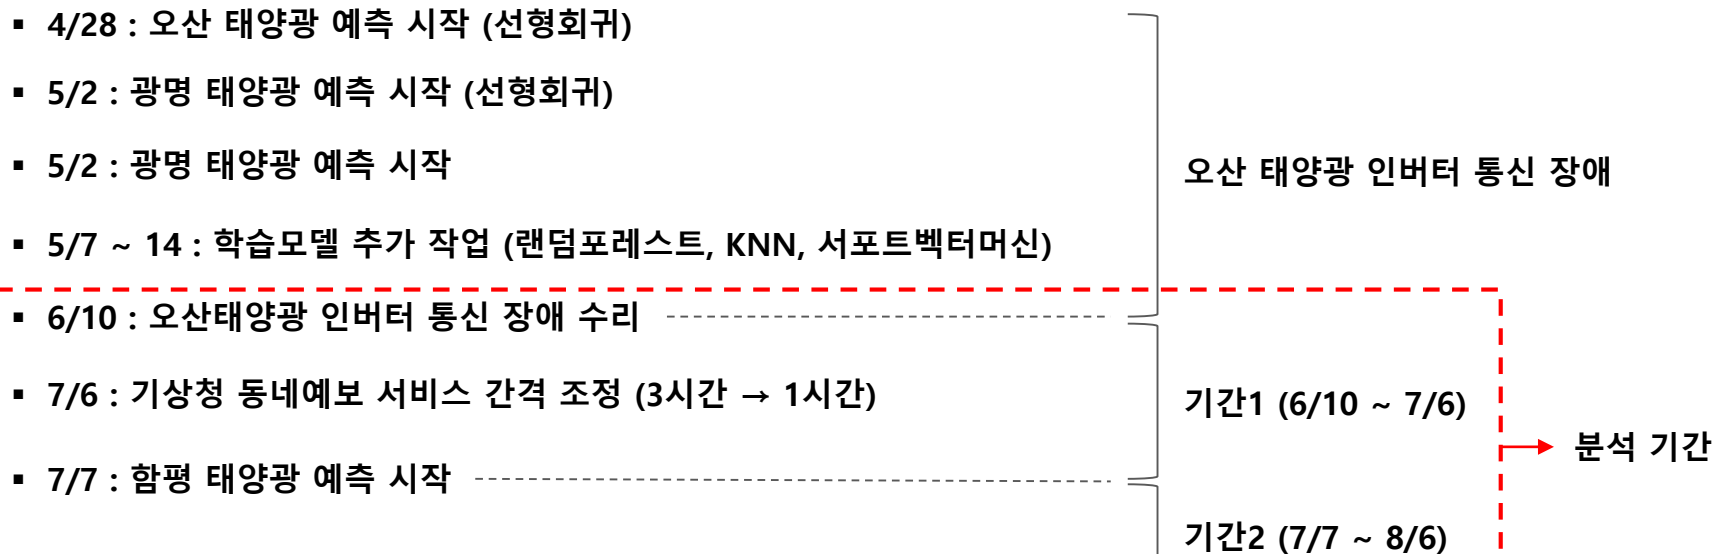 ▪ 4/28 : 오산 태양광 예측 시작 (선형회귀)
▪ 5/2 : 광명 태양광 예측 시작 (선형회귀)
▪ 5/2 : 광명 태양광 예측 시작
오산 태양광 인버터 통신 장애
▪ 5/7 ~ 14 : 학습모델 추가 작업 (랜덤포레스트, KNN, 서포트벡터머신)
▪ 6/10 : 오산태양광 인버터 통신 장애 수리
▪ 7/6 : 기상청 동네예보 서비스 간격 조정 (3시간 → 1시간)
기간1 (6/10 ~ 7/6)
분석 기간
▪ 7/7 : 함평 태양광 예측 시작
기간2 (7/7 ~ 8/6)